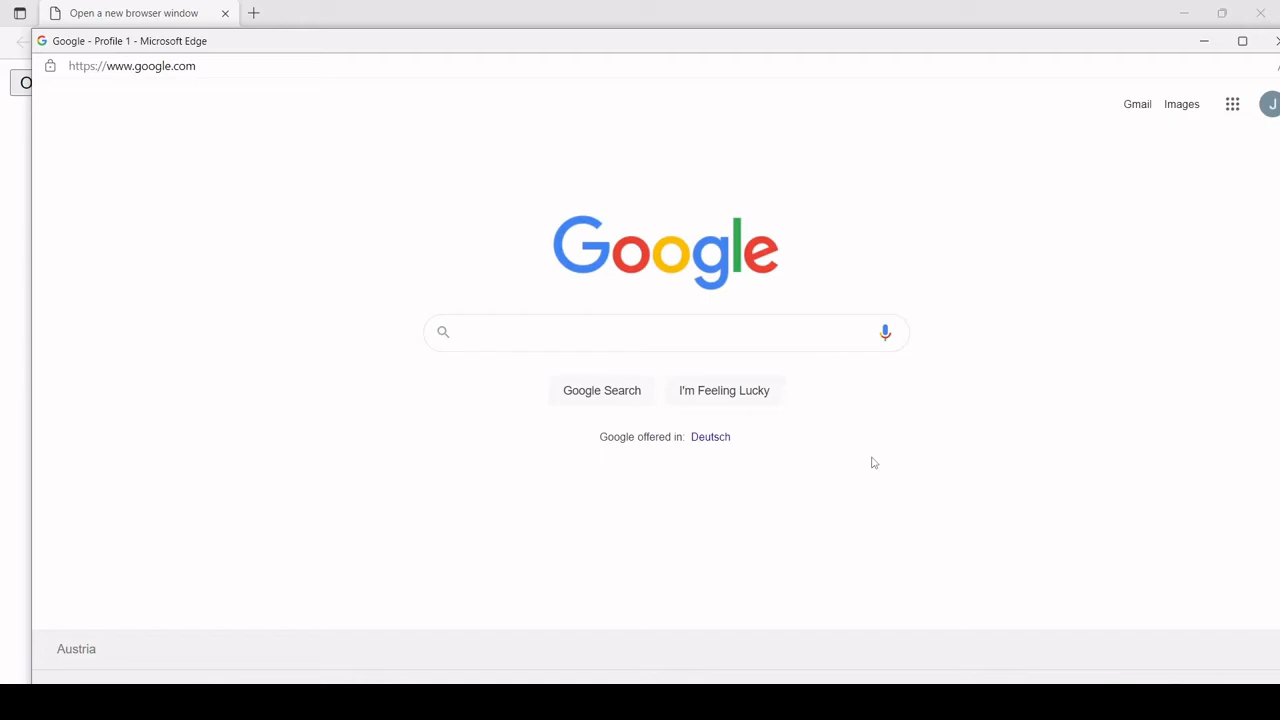 Open a new browser window
O
Google - Profile 1 - Microsoft Edge
https://www.google.com
Gmail Images
J
Google
Google Search I'm Feeling Lucky
Google offered in: Deutsch
Austria